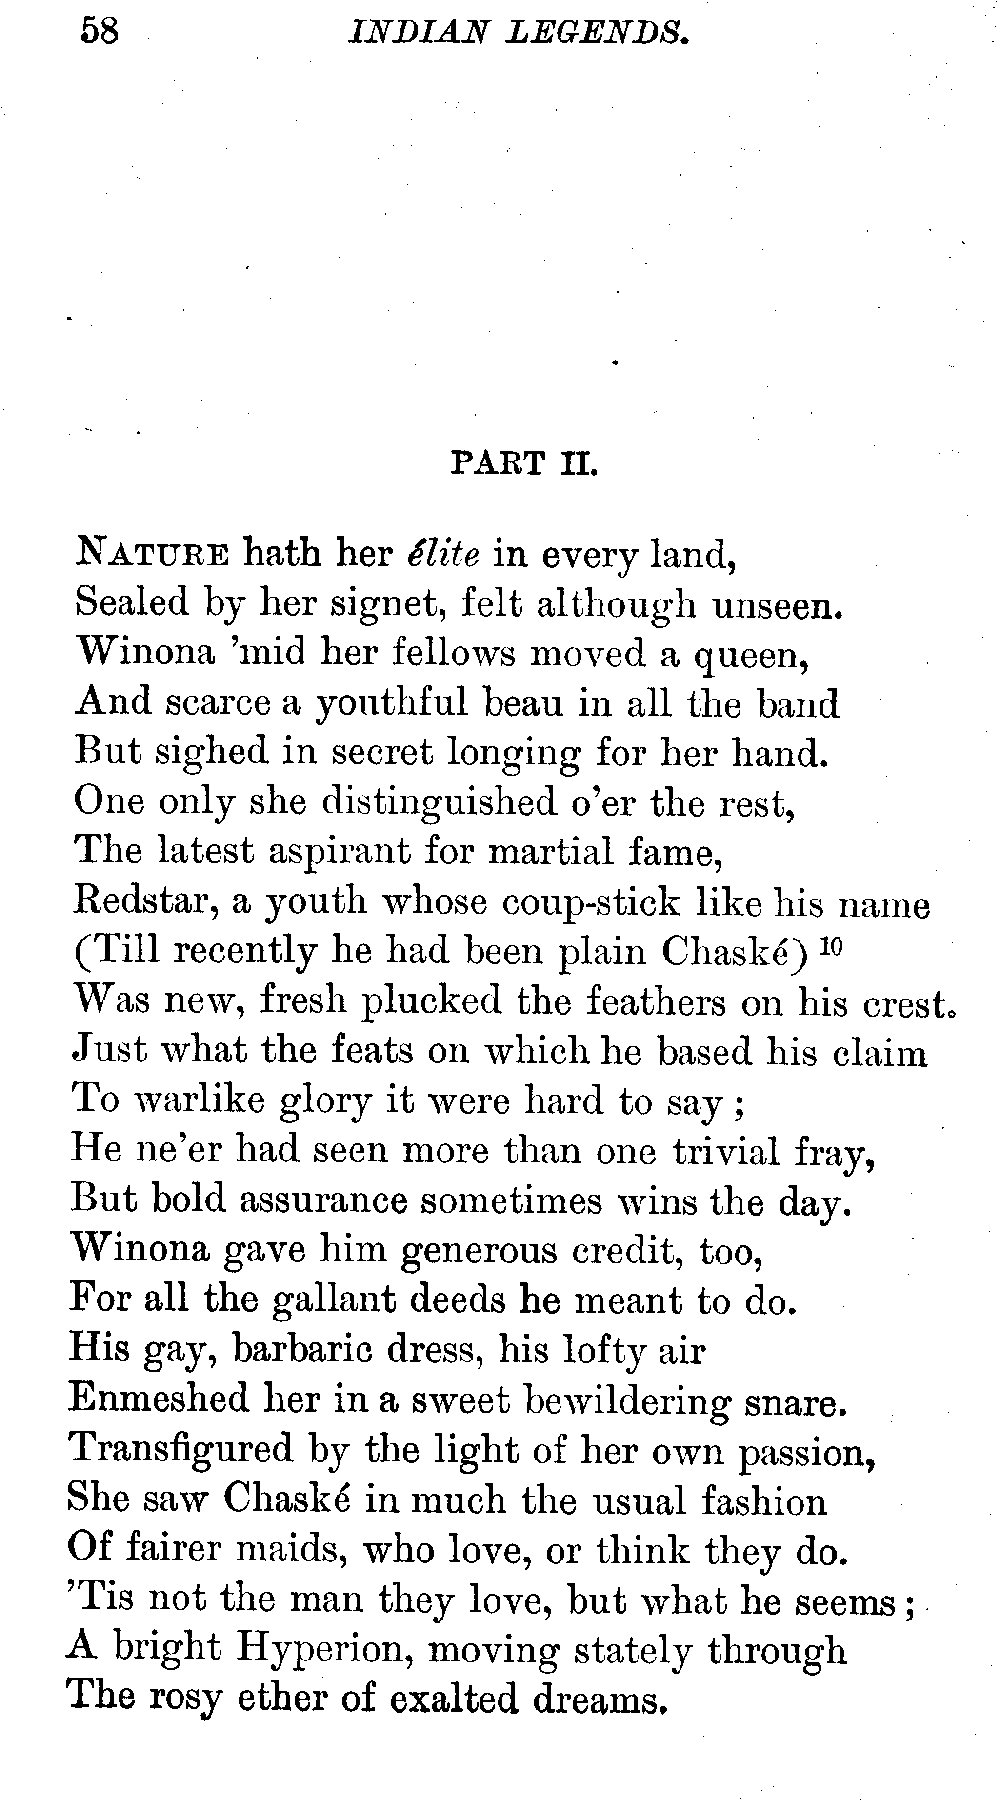 58 INDIAN LEGENDS.
PART II.
NATURE hath her élite in every land,
Sealed by her signet, felt although unseen.
Winona ’mid her fellows moved a queen,
And scarce a youthful beau in all the band
But sighed in secret longing for her hand.
One only she distinguished o’er the rest,
The latest aspirant for martial fame,
Redstar, a youth whose coup-stick like his name
(Till recently he had been plain Chaské) ¹⁰
Was new, fresh plucked the feathers on his crest.
Just what the feats on which he based his claim
To warlike glory it were hard to say ;
He ne’er had seen more than one trivial fray,
But bold assurance sometimes wins the day.
Winona gave him generous credit, too,
For all the gallant deeds he meant to do.
His gay, barbaric dress, his lofty air
Enmeshed her in a sweet bewildering snare.
Transfigured by the light of her own passion,
She saw Chaské in much the usual fashion
Of fairer maids, who love, or think they do.
’Tis not the man they love, but what he seems ;
A bright Hyperion, moving stately through
The rosy ether of exalted dreams.